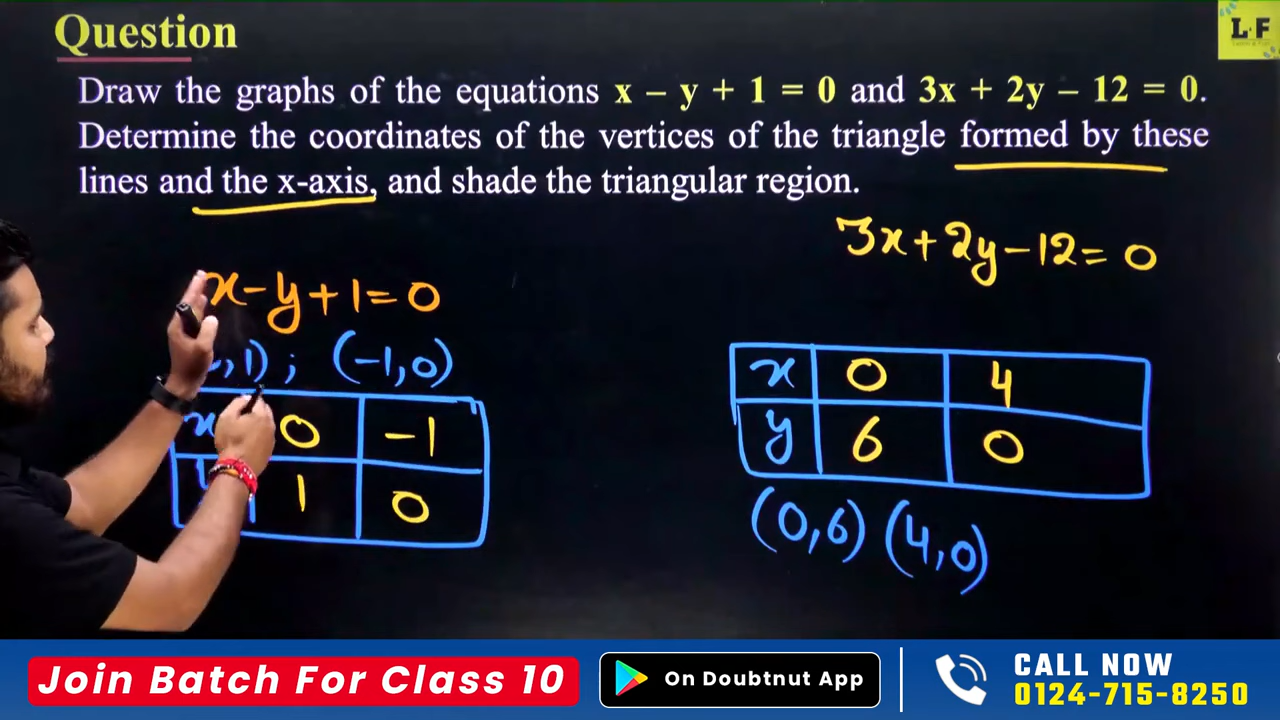 Question
L.F
Draw the graphs of the equations x – y + 1 = 0 and 3x + 2y – 12 = 0.
Determine the coordinates of the vertices of the triangle formed by these
lines and the x-axis, and shade the triangular region.
3x+2y-12=0
x-y+1=0
,1) ; (-1,0)
x 0 4
y 6 0
x 0 -1
1 0
(0,6) (4,0)
Join Batch For Class 10
On Doubtnut App
CALL NOW
0124-715-8250